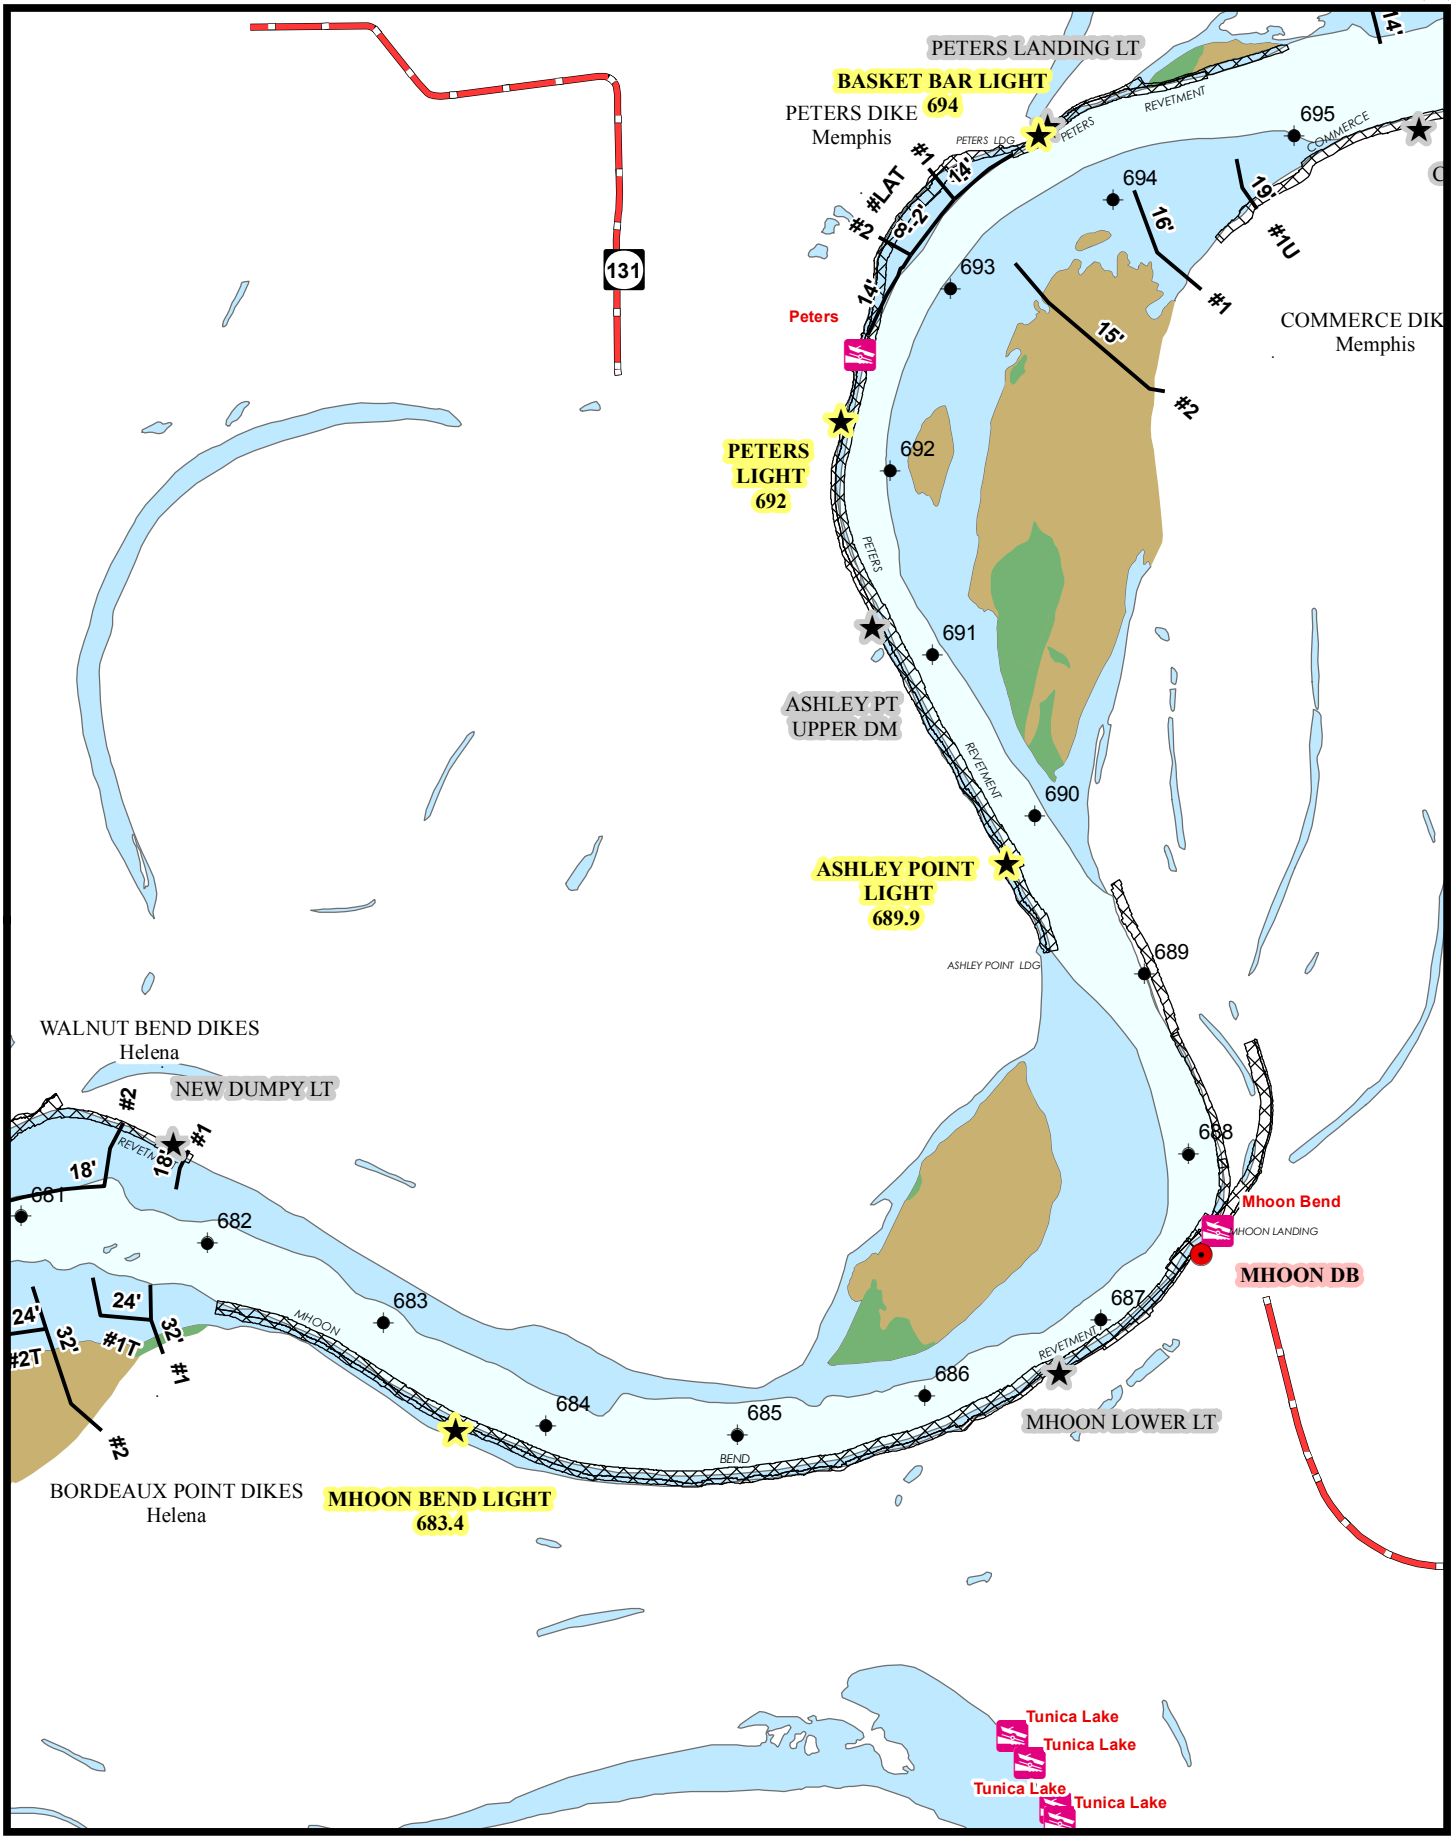 14'
PETERS LANDING LT
BASKET BAR LIGHT
694
PETERS DIKE
Memphis
REVETMENT
PETERS
PETERS LDG
695
COMMERCE
#1
14'
#LAT
8.-2'
#2
14'
694
16'
19'
#1U
#1
693
131
Peters
15'
#2
COMMERCE DIK
Memphis
C
PETERS
LIGHT
692
692
PETERS
691
ASHLEY PT
UPPER DM
REVETMENT
690
ASHLEY POINT
LIGHT
689.9
ASHLEY POINT LDG
689
WALNUT BEND DIKES
Helena
NEW DUMPY LT
#2
#1
REVETMENT
18'
18'
681
682
688
Mhoon Bend
MHOON LANDING
MHOON DB
24'
32'
#2T
24'
#1T
32'
#1
#2
MHOON
683
687
REVETMENT
686
684
685
BEND
MHOON LOWER LT
BORDEAUX POINT DIKES
Helena
MHOON BEND LIGHT
683.4
Tunica Lake
Tunica Lake
Tunica Lake
Tunica Lake